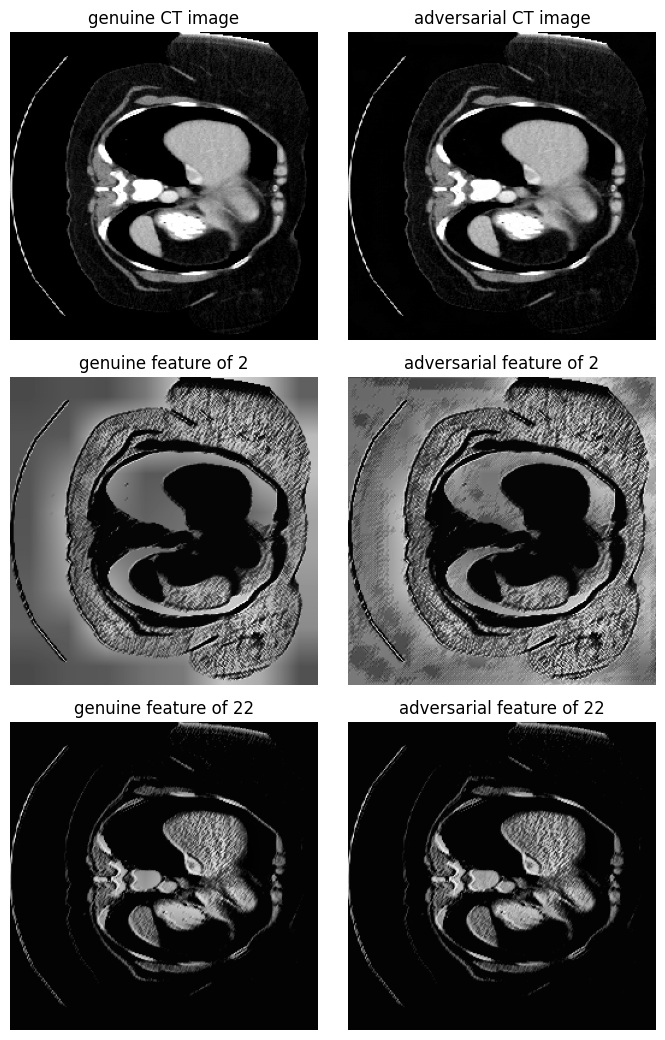 genuine CT image
adversarial CT image
genuine feature of 2
adversarial feature of 2
genuine feature of 22
adversarial feature of 22